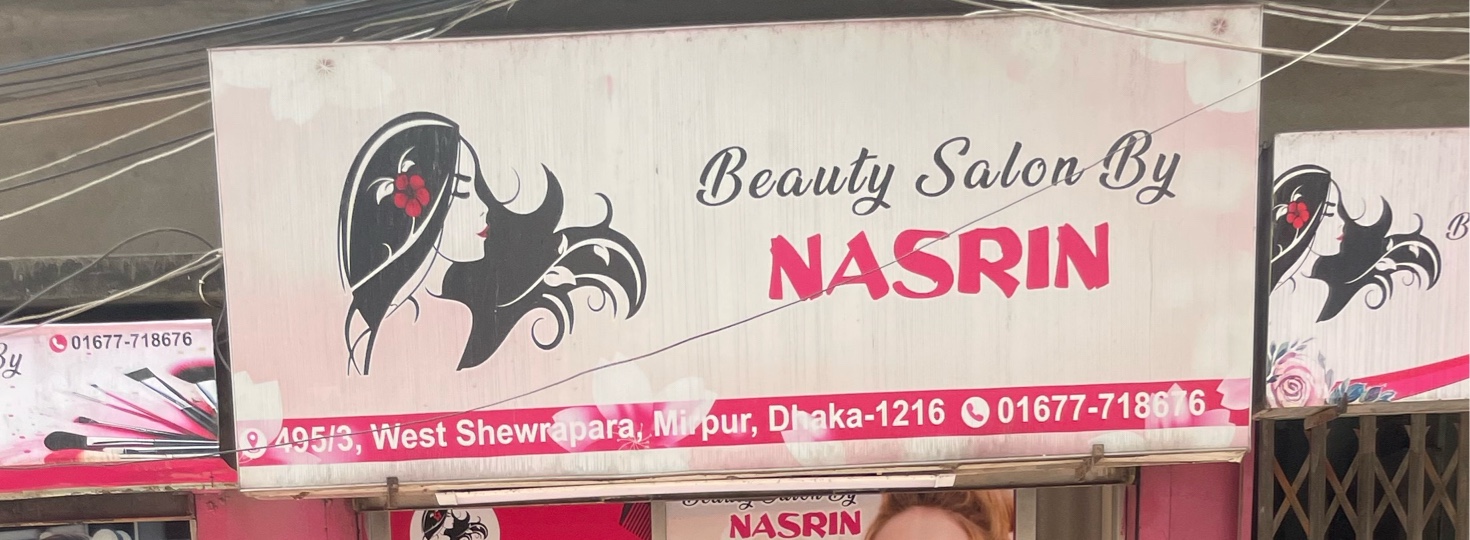 Beauty Salon By
NASRIN
495/3, West Shewrapara, Mirpur, Dhaka-1216 01677-718676
By
01677-718676
B
Beauty Salon By
NASRIN